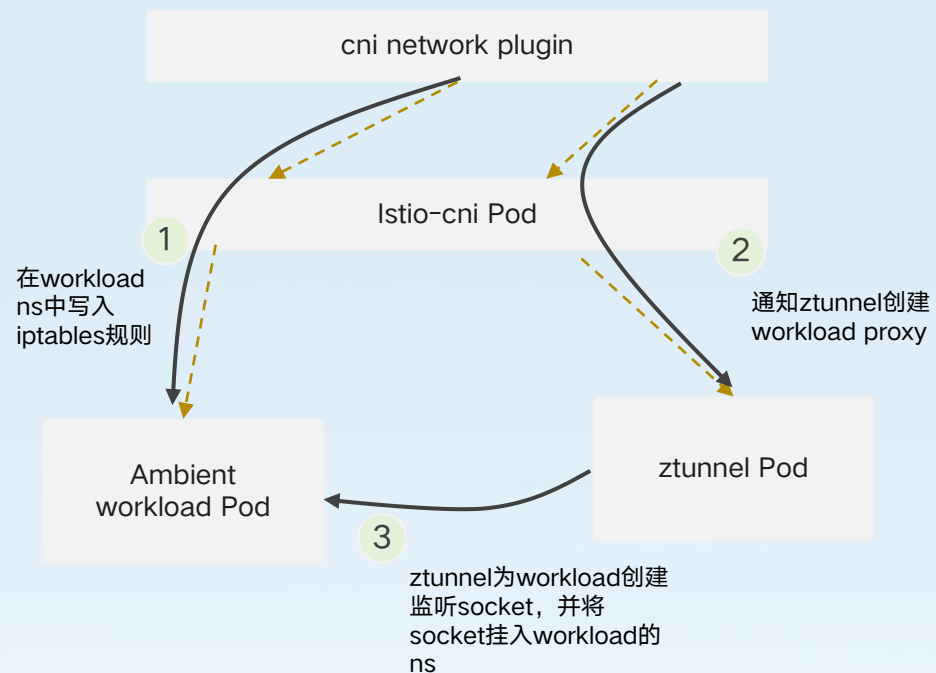 cni network plugin
Istio-cni Pod
1
2
在workload
ns中写入
iptables规则
通知ztunnel创建
workload proxy
Ambient
workload Pod
ztunnel Pod
3
ztunnel为workload创建
监听socket，并将
socket挂入workload的
ns